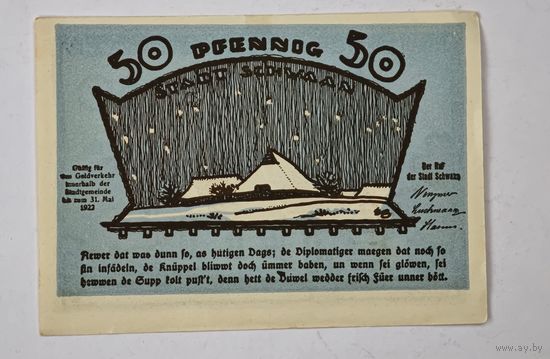 50 PFENNIG 50
STADT SCHWAAN
Gültig für
den Geldverkehr
innerhalb der
Stadtgemeinde
bis zum 31. Mai
1922
Der Rat
der Stadt Schwaan
Rewer dat was dunn so, as hütigen Dags; de Diplomatiger maegen dat noch so
fin infädeln, de Knüppel bliwwt doch ümmer baben, un wenn sei glöwen, sei
hewwen de Supp kolt pust't, denn hett de Düwel wedder frisch Füer unner bött.
www.ay.by